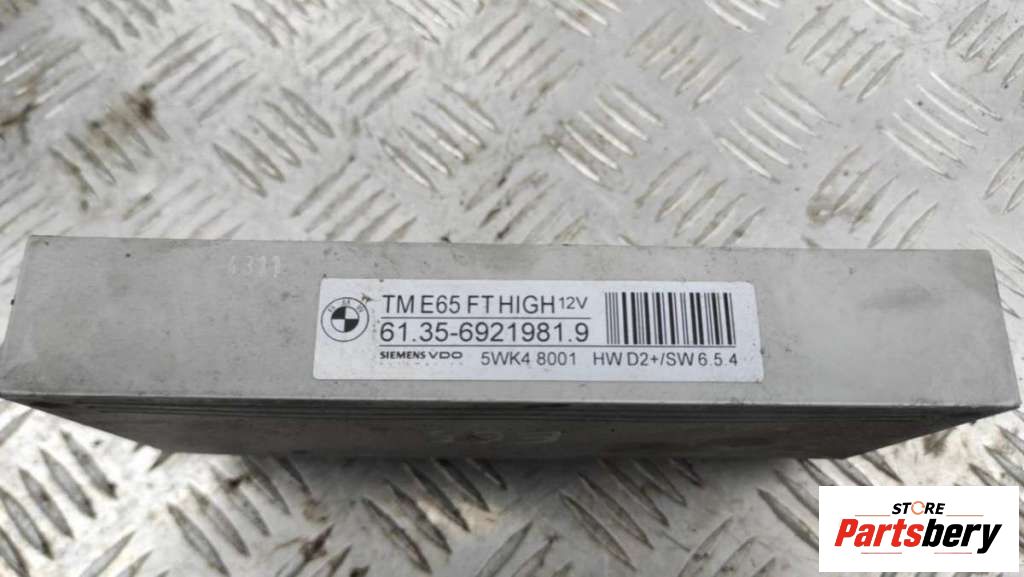 TM E65 FT HIGH 12V
61.35-6921981.9
SIEMENS VDO 5WK4 8001 HW D2+/SW 6.5.4
STORE
Partsbery